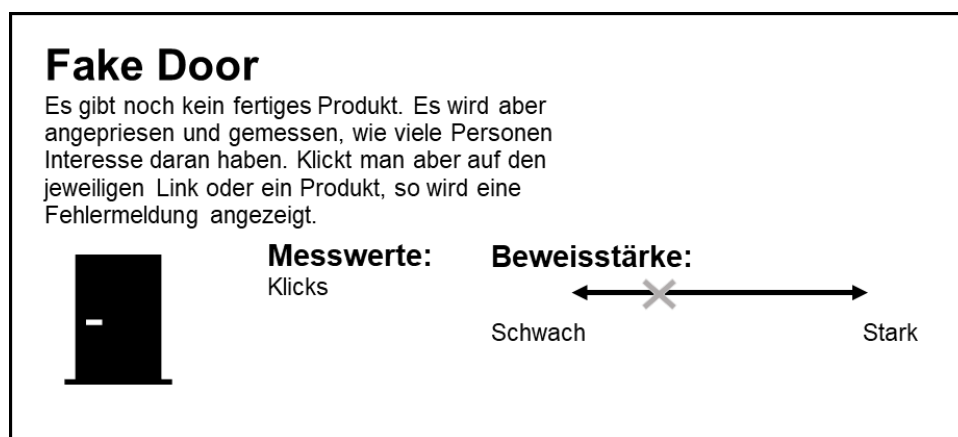 Fake Door
Es gibt noch kein fertiges Produkt. Es wird aber
angepriesen und gemessen, wie viele Personen
Interesse daran haben. Klickt man aber auf den
jeweiligen Link oder ein Produkt, so wird eine
Fehlermeldung angezeigt.
Messwerte:
Klicks
Beweisstärke:
Schwach
Stark